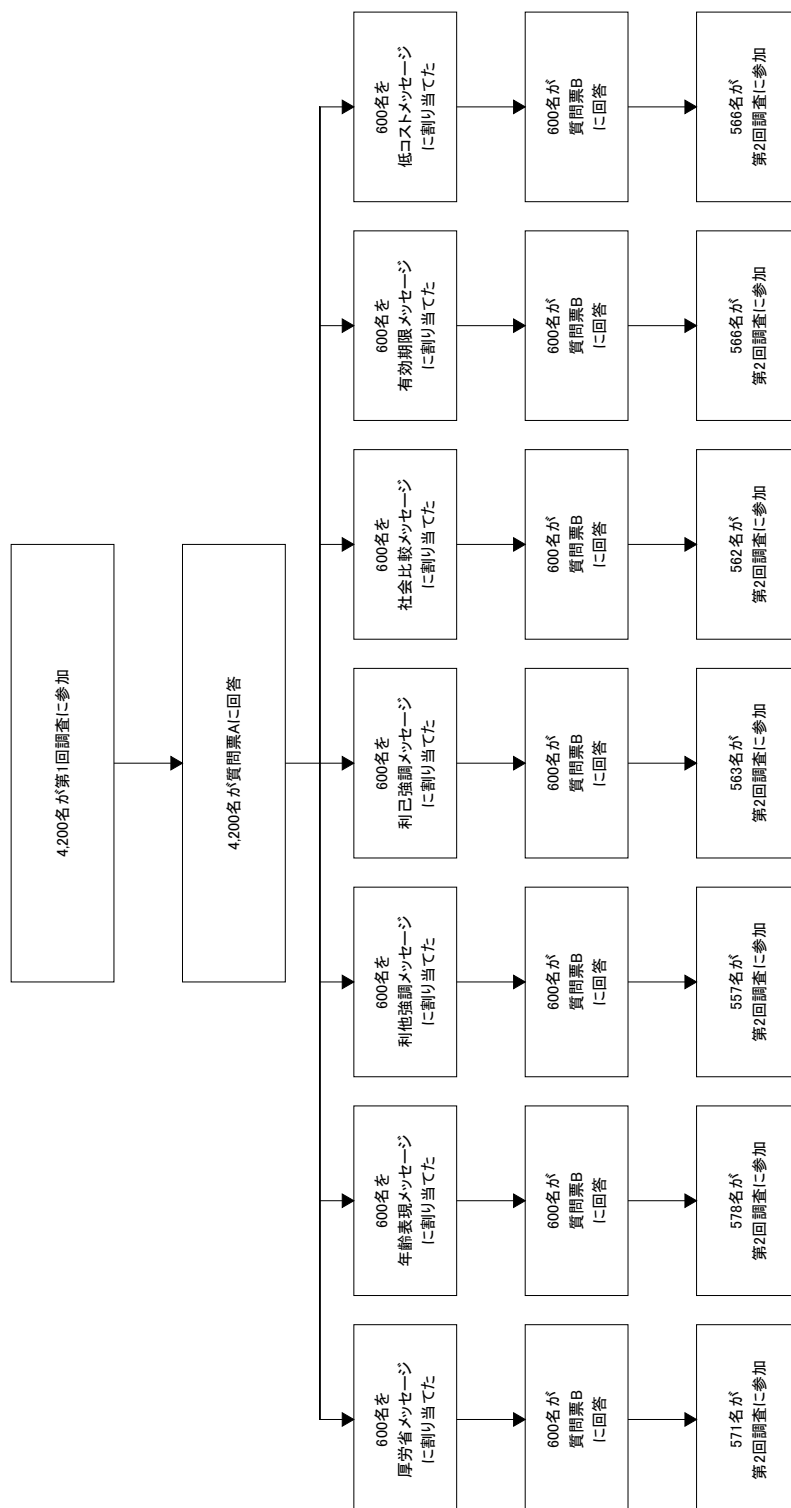 4,200名が第1回調査に参加
4,200名が質問票Aに回答
600名を
厚労省メッセージ
に割り当てた
600名を
年齢表現メッセージ
に割り当てた
600名を
利他強調メッセージ
に割り当てた
600名を
利己強調メッセージ
に割り当てた
600名を
社会比較メッセージ
に割り当てた
600名を
有効期限メッセージ
に割り当てた
600名を
低コストメッセージ
に割り当てた
600名が
質問票B
に回答
600名が
質問票B
に回答
600名が
質問票B
に回答
600名が
質問票B
に回答
600名が
質問票B
に回答
600名が
質問票B
に回答
600名が
質問票B
に回答
571名が
第2回調査に参加
578名が
第2回調査に参加
557名が
第2回調査に参加
563名が
第2回調査に参加
562名が
第2回調査に参加
566名が
第2回調査に参加
566名が
第2回調査に参加